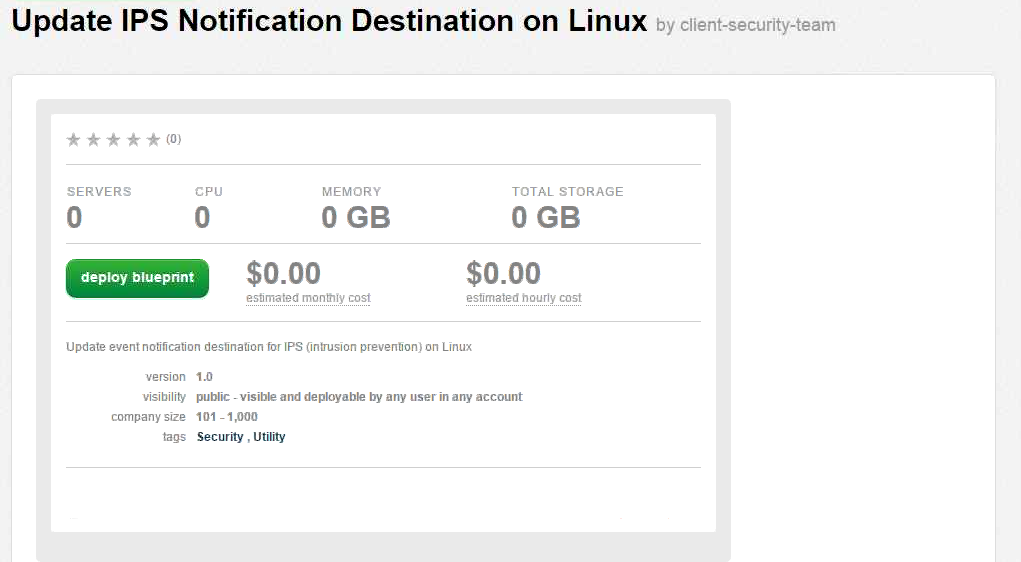 Update IPS Notification Destination on Linux by client-security-team
(0)
SERVERS CPU MEMORY TOTAL STORAGE
0 0 0 GB 0 GB
deploy blueprint $0.00 $0.00
estimated monthly cost estimated hourly cost
Update event notification destination for IPS (intrusion prevention) on Linux
version 1.0
visibility public - visible and deployable by any user in any account
company size 101 - 1,000
tags Security , Utility